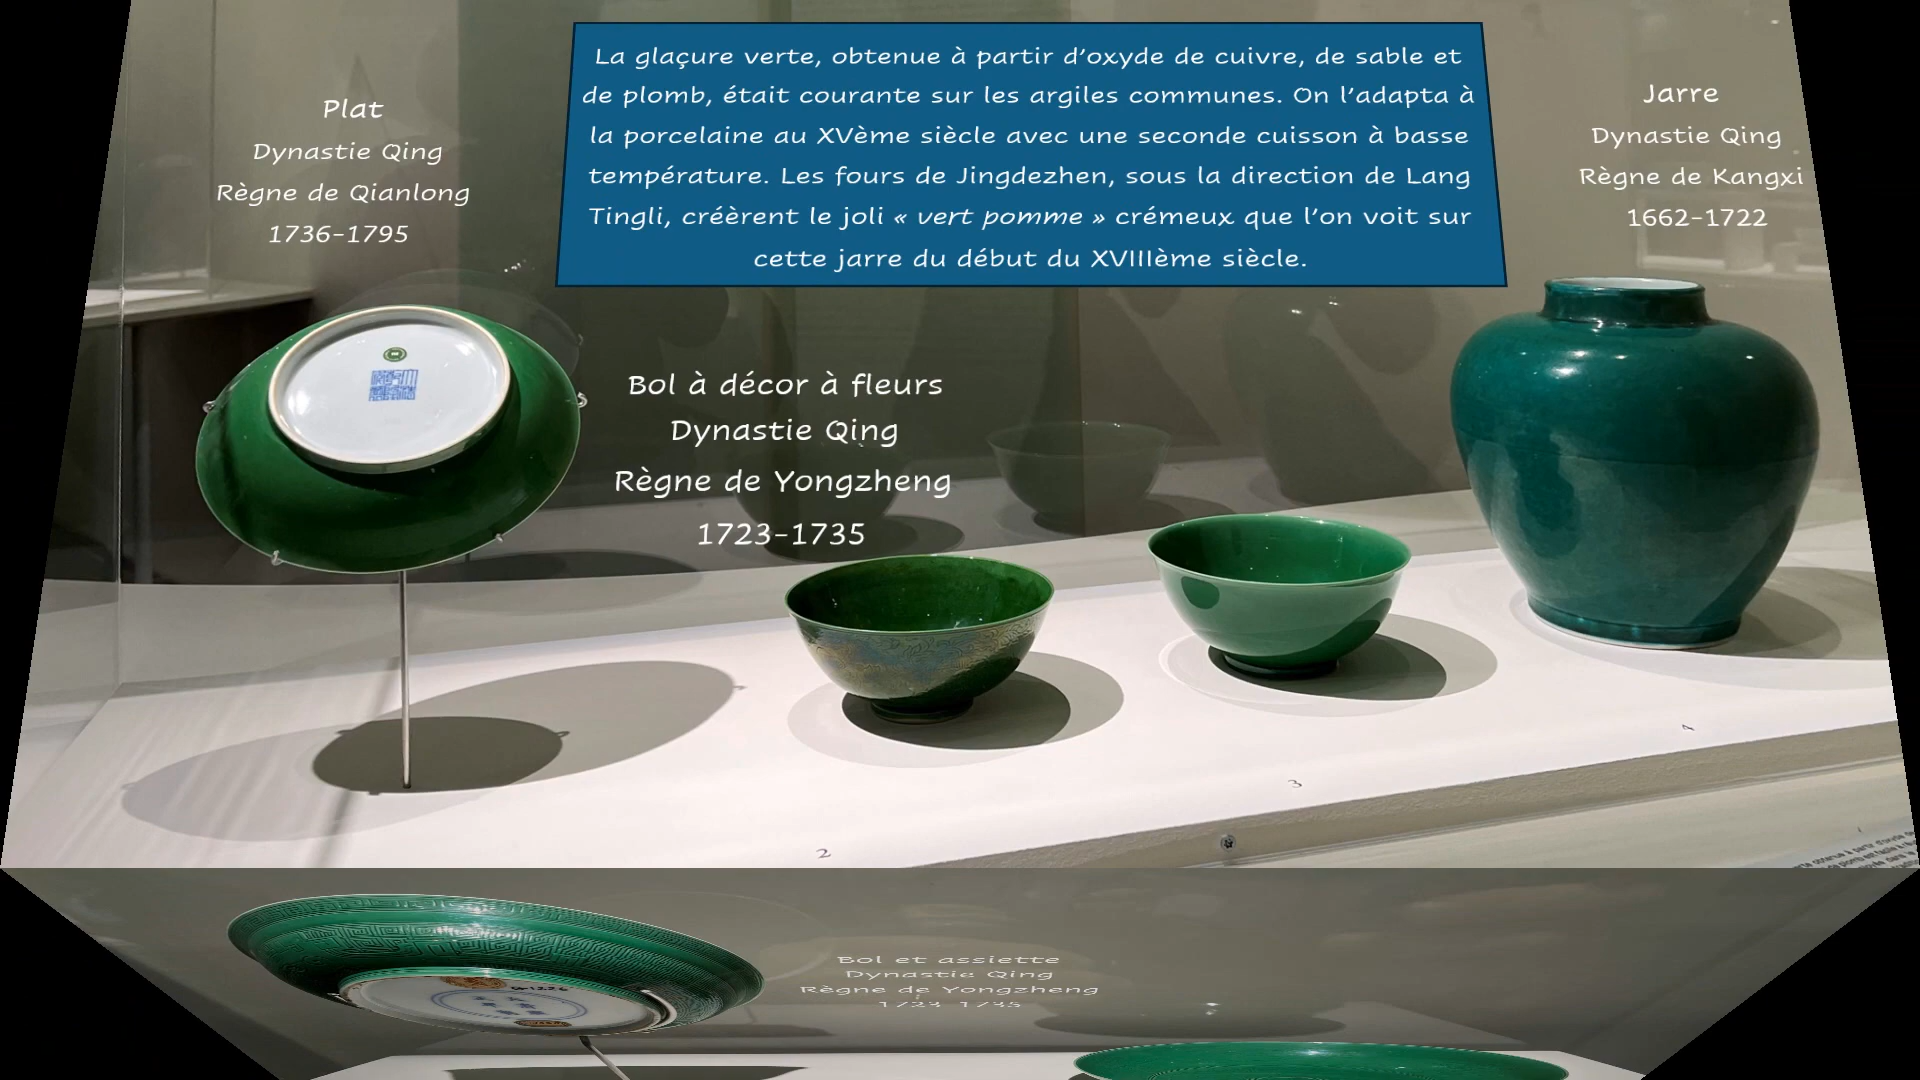 La glaçure verte, obtenue à partir d’oxyde de cuivre, de sable et
de plomb, était courante sur les argiles communes. On l’adapta à
la porcelaine au XVème siècle avec une seconde cuisson à basse
température. Les fours de Jingdezhen, sous la direction de Lang
Tingli, créèrent le joli « vert pomme » crémeux que l’on voit sur
cette jarre du début du XVIIIème siècle.
Plat
Dynastie Qing
Règne de Qianlong
1736-1795
Jarre
Dynastie Qing
Règne de Kangxi
1662-1722
Bol à décor à fleurs
Dynastie Qing
Règne de Yongzheng
1723-1735
4
3
2
Bol et assiette
Dynastie Qing
Règne de Yongzheng